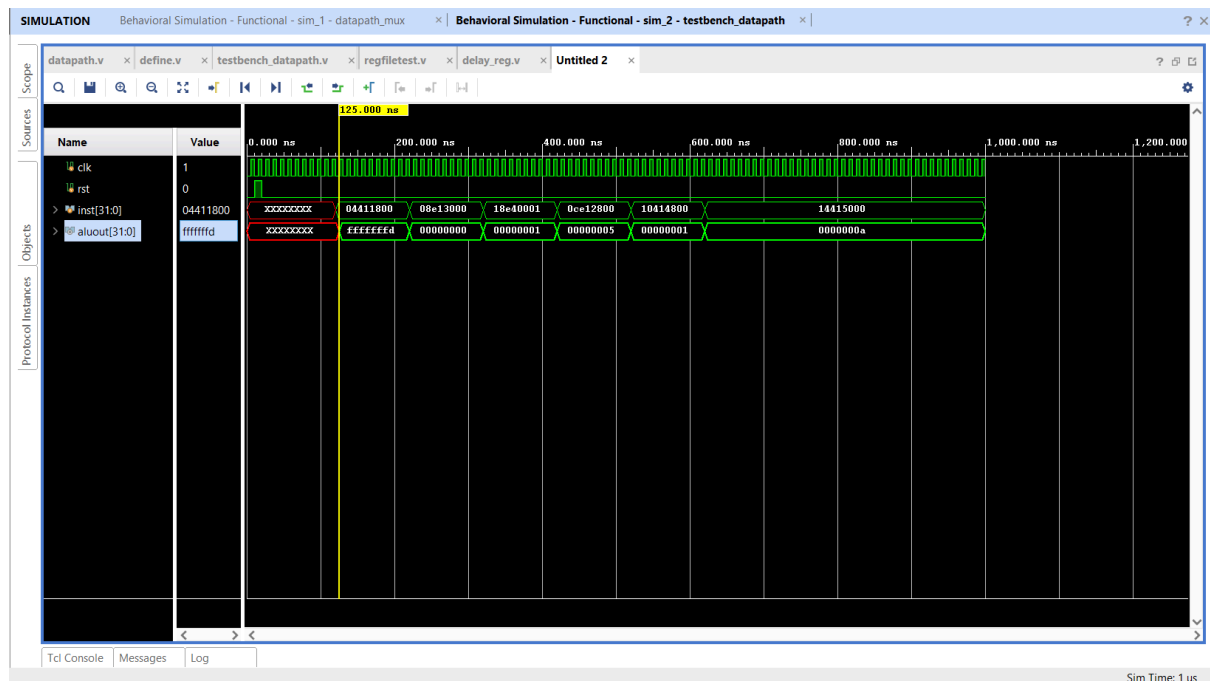 SIMULATION Behavioral Simulation - Functional - sim_1 - datapath_mux × Behavioral Simulation - Functional - sim_2 - testbench_datapath × ? ×
datapath.v × define.v × testbench_datapath.v × regfiletest.v × delay_reg.v × Untitled 2 × ?
Scope
Sources
Objects
Protocol Instances
125.000 ns
Name Value 0.000 ns 200.000 ns 400.000 ns 600.000 ns 800.000 ns 1,000.000 ns 1,200.000
clk 1
rst 0
> inst[31:0] 04411800 XXXXXXXX 04411800 08e13000 18e40001 0ce12800 10414800 14415000
> aluout[31:0] fffffffd XXXXXXXX fffffffd 00000000 00000001 00000005 00000001 0000000a
Tcl Console Messages Log
Sim Time: 1 us